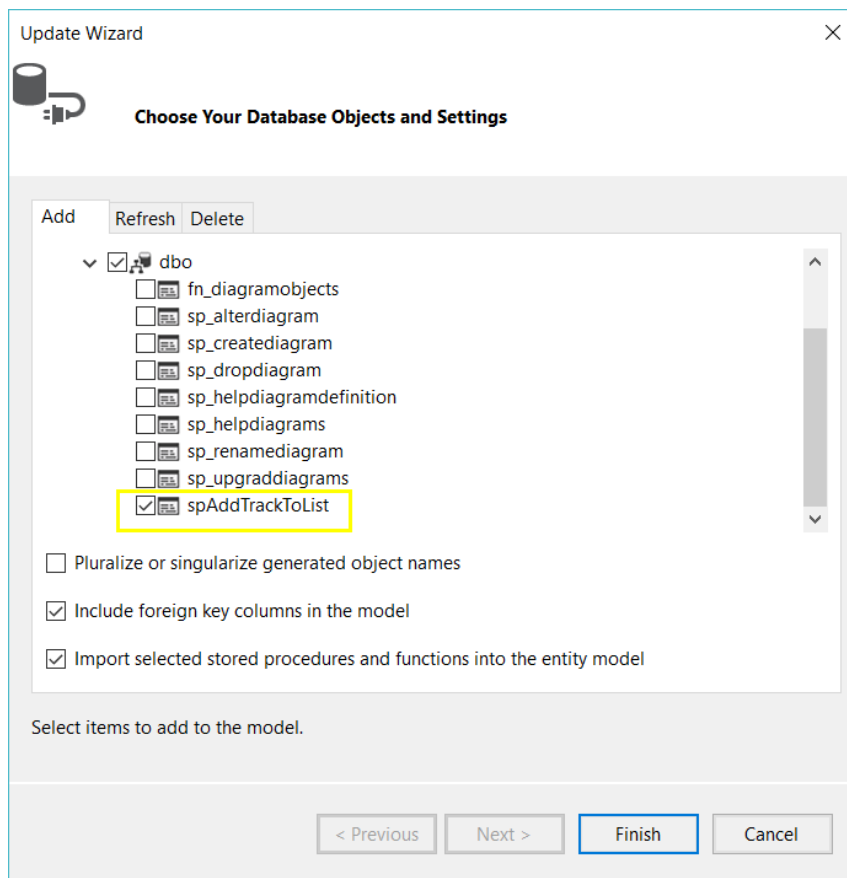 Update Wizard
Choose Your Database Objects and Settings
Add Refresh Delete
dbo
fn_diagramobjects
sp_alterdiagram
sp_creatediagram
sp_dropdiagram
sp_helpdiagramdefinition
sp_helpdiagrams
sp_renamediagram
sp_upgraddiagrams
spAddTrackToList
Pluralize or singularize generated object names
Include foreign key columns in the model
Import selected stored procedures and functions into the entity model
Select items to add to the model.
< Previous Next > Finish Cancel